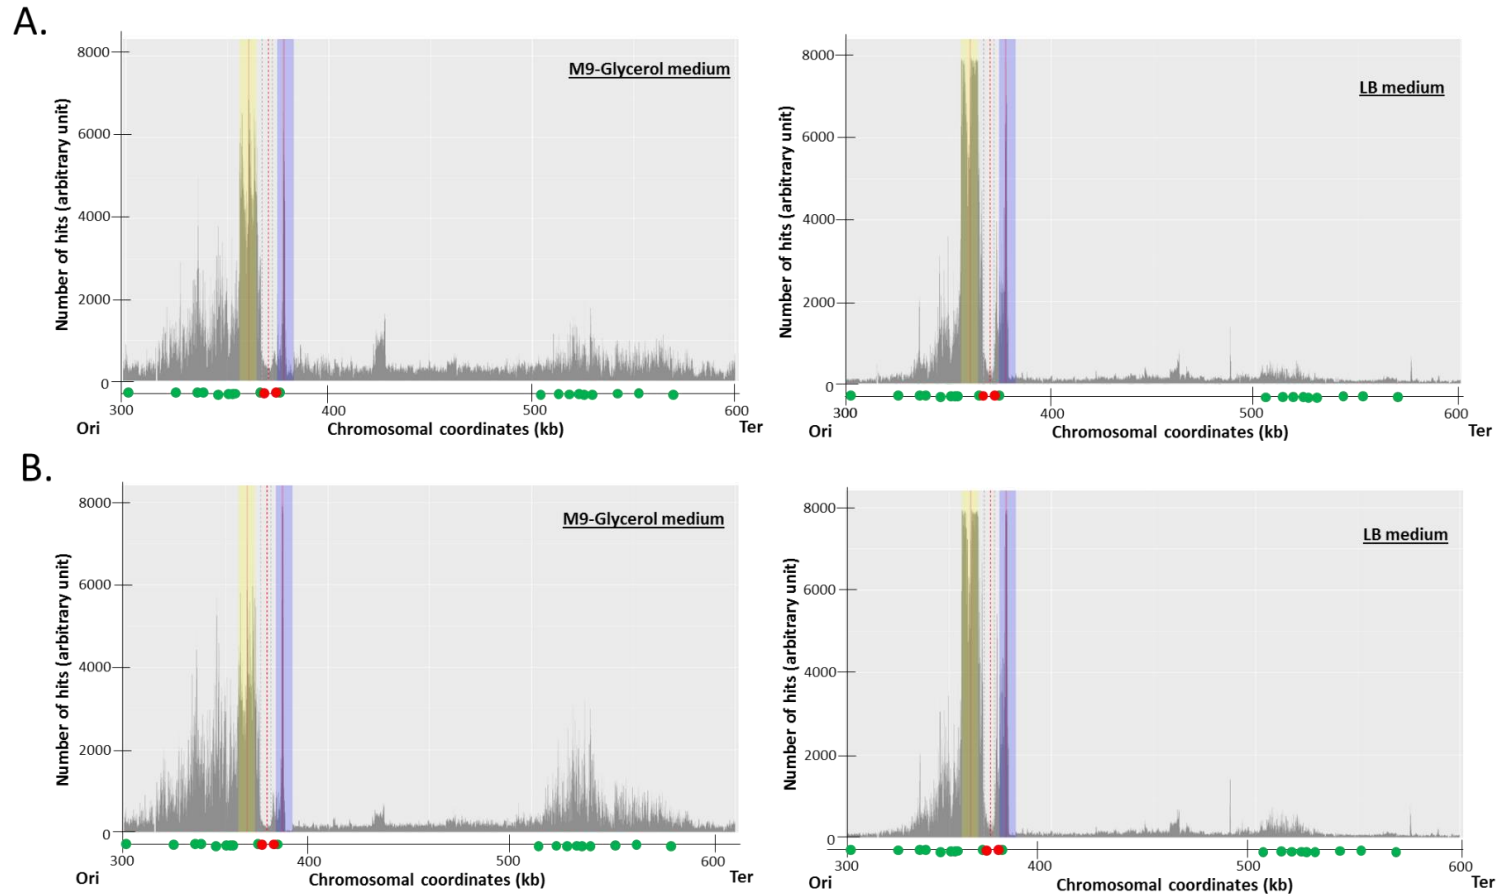 A.
M9-Glycerol medium
Number of hits (arbitrary unit)
8000
6000
4000
2000
0
300 400 500 600
Ori Chromosomal coordinates (kb) Ter
LB medium
Number of hits (arbitrary unit)
8000
6000
4000
2000
0
300 400 500 600
Ori Chromosomal coordinates (kb) Ter
B.
M9-Glycerol medium
Number of hits (arbitrary unit)
8000
6000
4000
2000
0
300 400 500 600
Ori Chromosomal coordinates (kb) Ter
LB medium
Number of hits (arbitrary unit)
8000
6000
4000
2000
0
300 400 500 600
Ori Chromosomal coordinates (kb) Ter